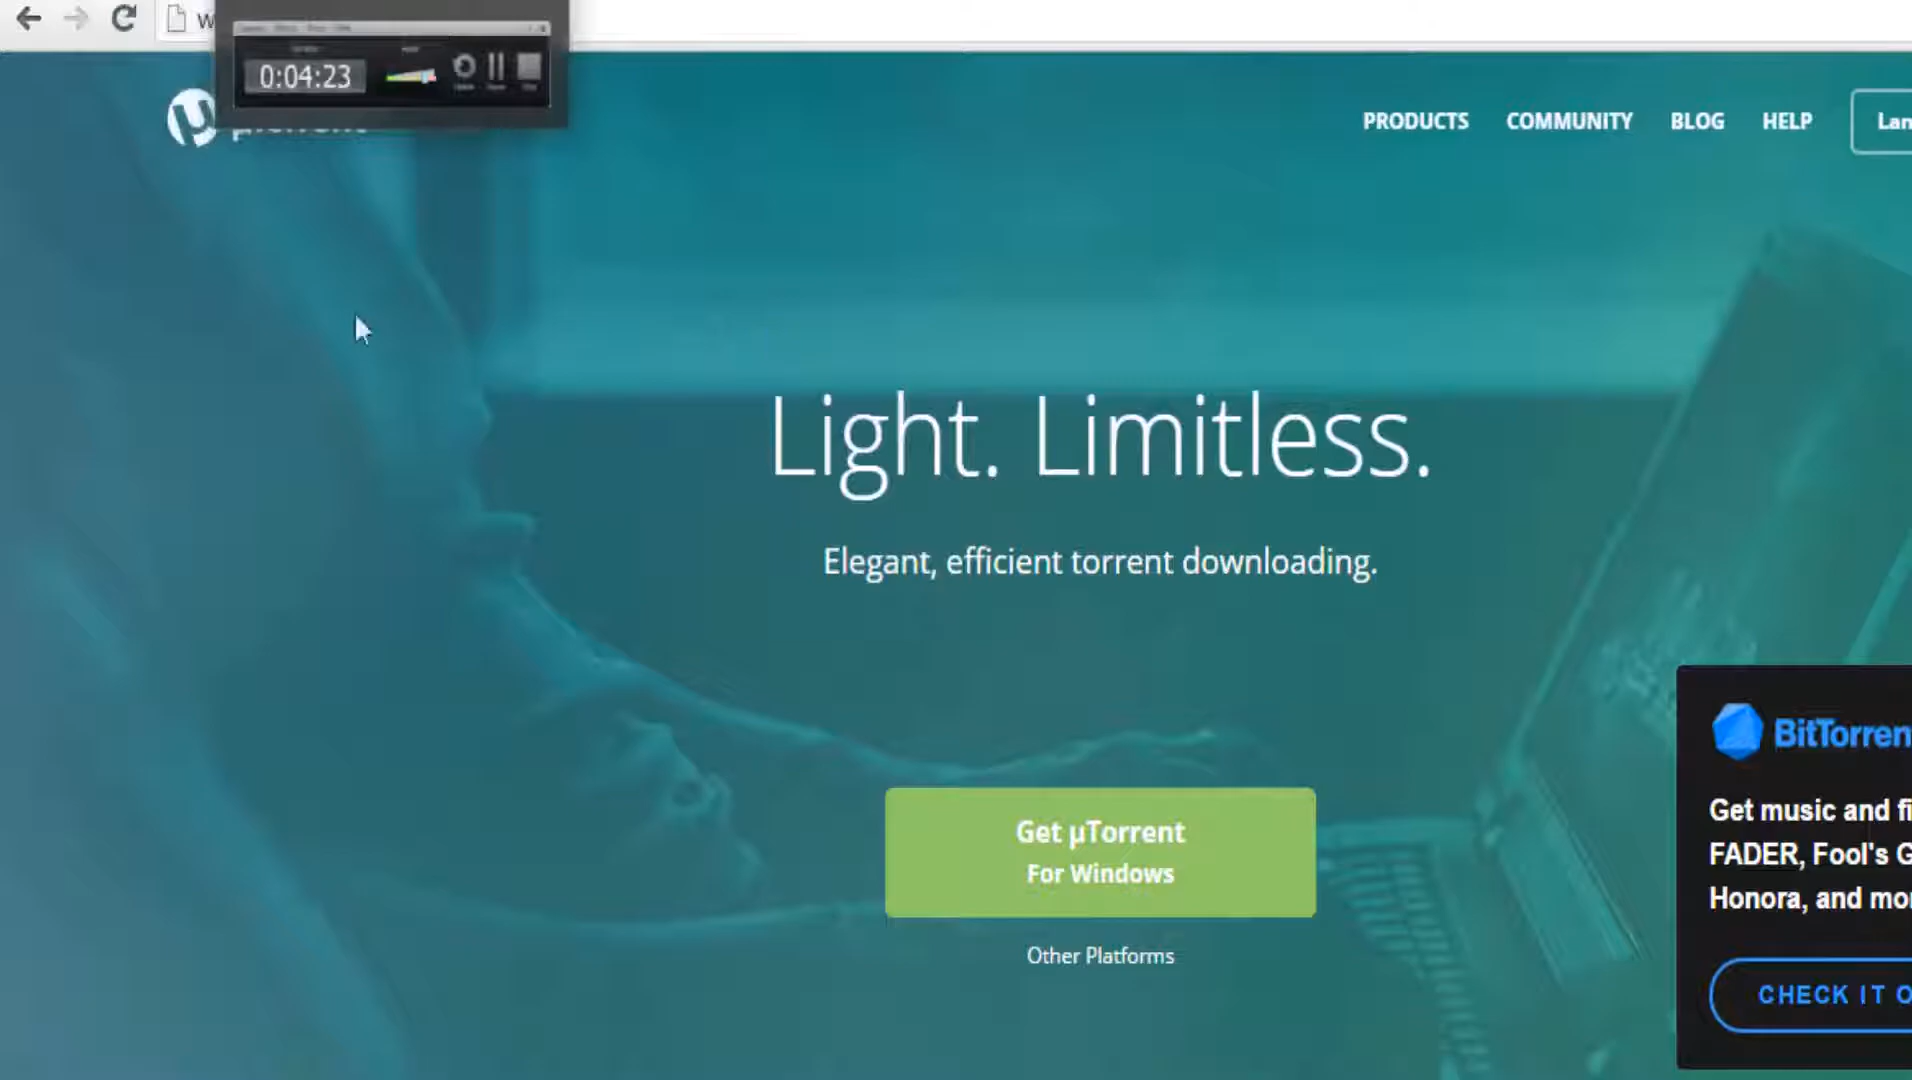 W
0:04:23
PRODUCTS COMMUNITY BLOG HELP Lan
Light. Limitless.
Elegant, efficient torrent downloading.
Get µTorrent
For Windows
Other Platforms
BitTorren
Get music and fi
FADER, Fool's G
Honora, and mo
CHECK IT O